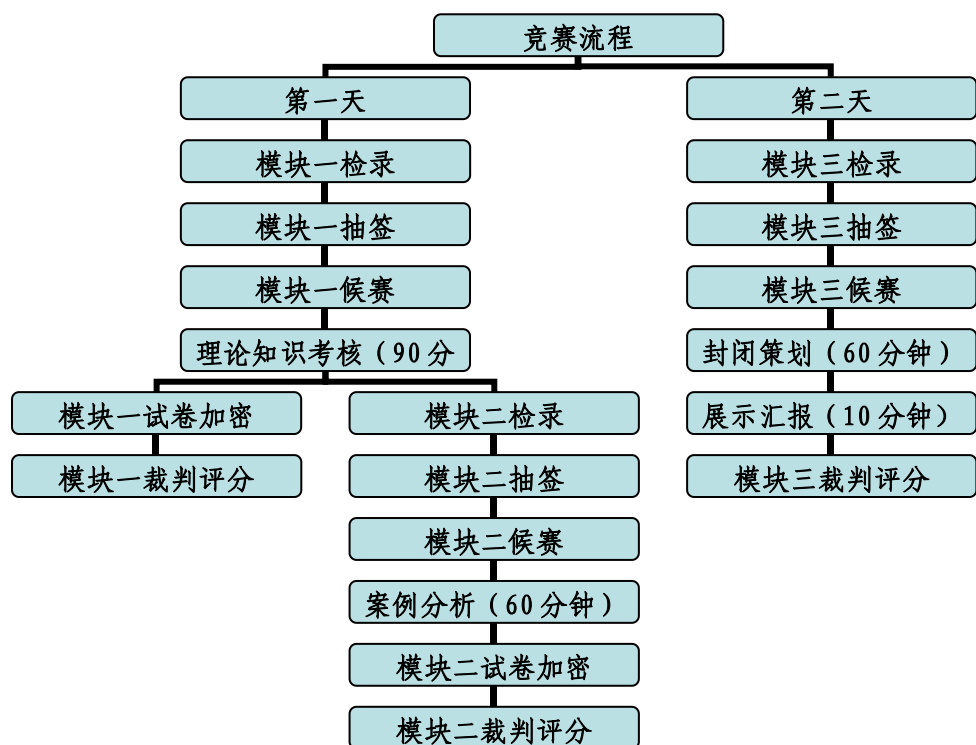 竞赛流程
第一天
第二天
模块一检录
模块三检录
模块一抽签
模块三抽签
模块一候赛
模块三候赛
理论知识考核（90分
封闭策划（60分钟）
模块一试卷加密
模块二检录
展示汇报（10分钟）
模块一裁判评分
模块二抽签
模块三裁判评分
模块二候赛
案例分析（60分钟）
模块二试卷加密
模块二裁判评分